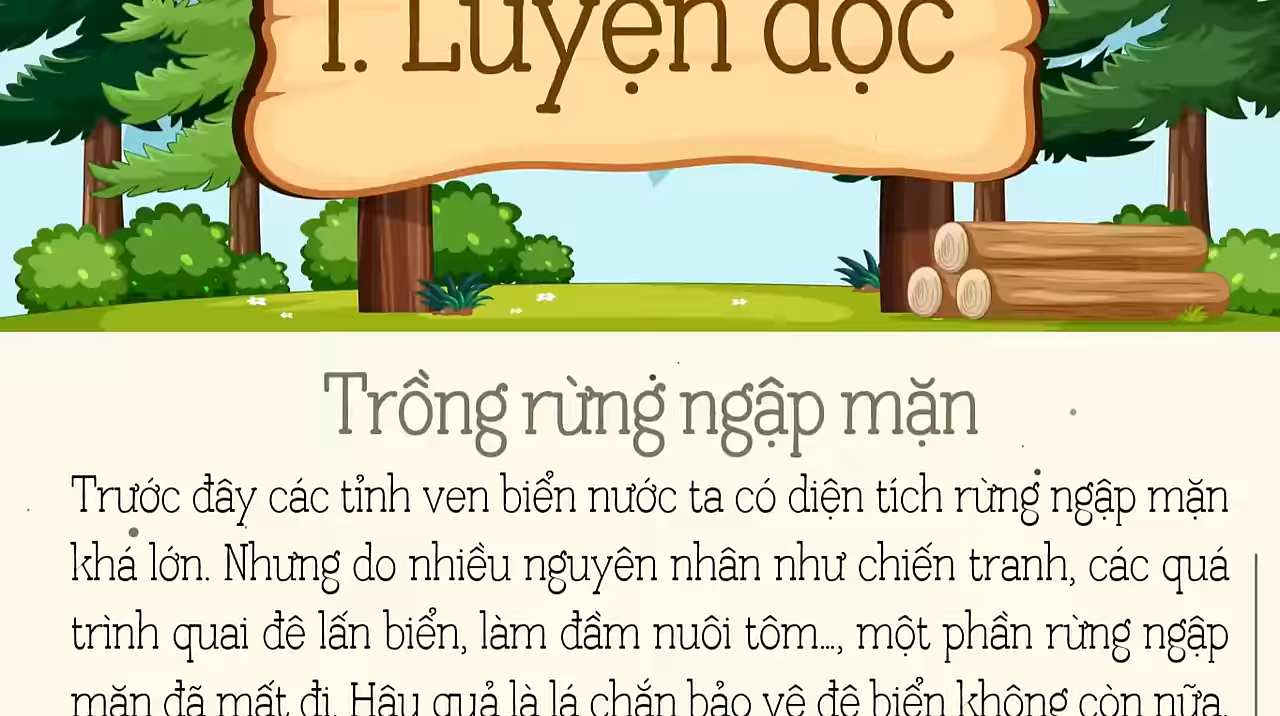 1. Luyện đọc
Trồng rừng ngập mặn
Trước đây các tỉnh ven biển nước ta có diện tích rừng ngập mặn
khá lớn. Nhưng do nhiều nguyên nhân như chiến tranh, các quá
trình quai đê lấn biển, làm đầm nuôi tôm..., một phần rừng ngập
mặn đã mất đi. Hậu quả là lá chắn bảo vệ đê biển không còn nữa,